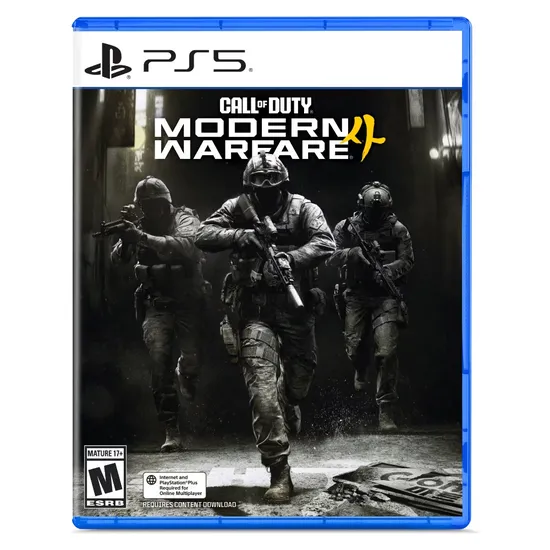 PS5
CALL OF DUTY
MODERN 사
WARFARE
MATURE 17+
M
ESRB
Internet and
PlayStation®Plus
Required for
Online Multiplayer
REQUIRES CONTENT DOWNLOAD